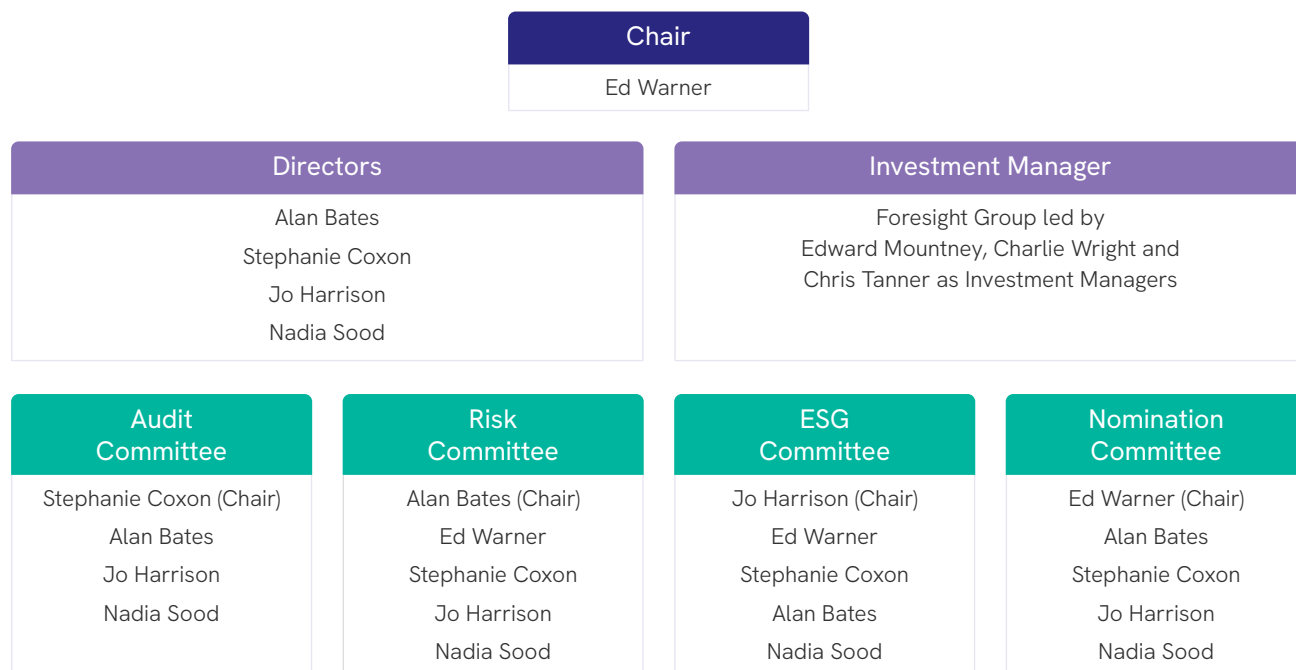 Chair
Ed Warner
Directors
Alan Bates
Stephanie Coxon
Jo Harrison
Nadia Sood
Investment Manager
Foresight Group led by
Edward Mountney, Charlie Wright and
Chris Tanner as Investment Managers
Audit
Committee
Stephanie Coxon (Chair)
Alan Bates
Jo Harrison
Nadia Sood
Risk
Committee
Alan Bates (Chair)
Ed Warner
Stephanie Coxon
Jo Harrison
Nadia Sood
ESG
Committee
Jo Harrison (Chair)
Ed Warner
Stephanie Coxon
Alan Bates
Nadia Sood
Nomination
Committee
Ed Warner (Chair)
Alan Bates
Stephanie Coxon
Jo Harrison
Nadia Sood